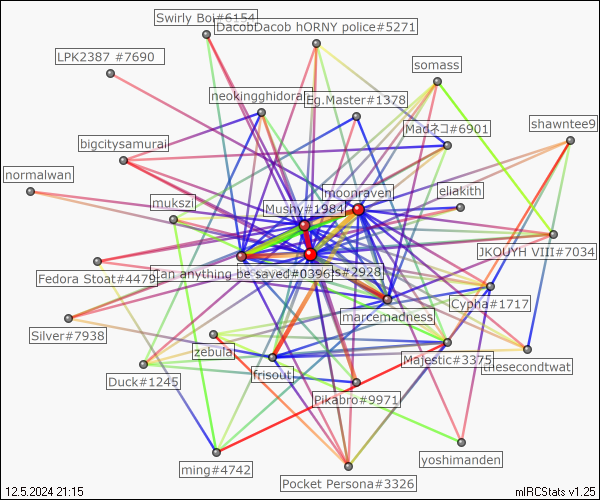 Swirly Boi#6154
DacobDacob hORNY police#5271
LPK2387 #7690
somass
neokingghidorah
Eg.Master#1378
Madネコ#6901
shawntee9
bigcitysamurai
normalwan
moonraven
eliakith
mukszi
Mushy#1984
JKOUYH VIII#7034
Fedora Stoat#4479
an anything be saved#0396
s#2928
Cypha#1717
marcemadness
Silver#7938
zebula
Majestic#3375
thesecondtwat
Duck#1245
frisout
Pikabro#9971
yoshimanden
ming#4742
Pocket Persona#3326
12.5.2024 21:15
mIRCStats v1.25